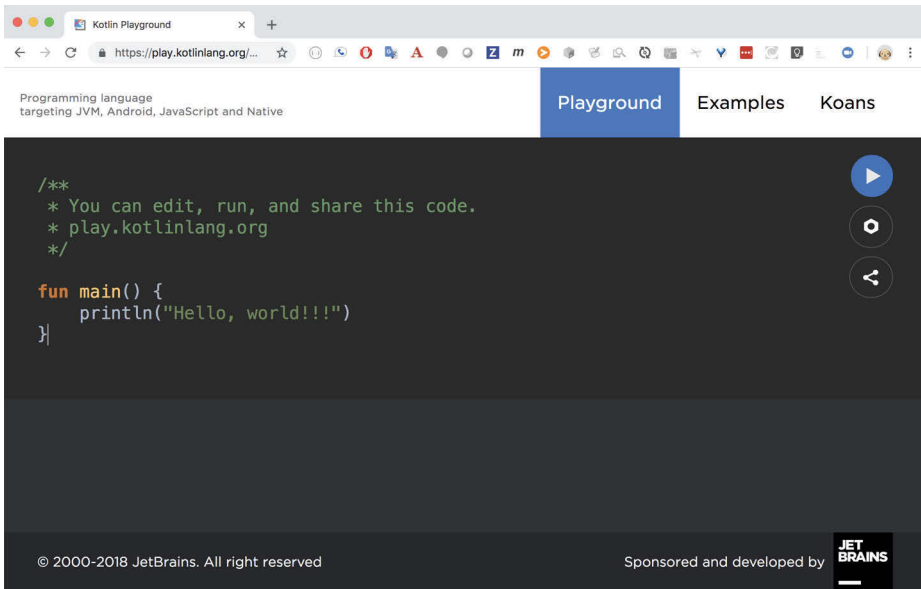 Kotlin Playground
https://play.kotlinlang.org/...
Programming language
targeting JVM, Android, JavaScript and Native
Playground
Examples
Koans
/**
 * You can edit, run, and share this code.
 * play.kotlinlang.org
 */
fun main() {
    println("Hello, world!!!")
}
© 2000-2018 JetBrains. All right reserved
Sponsored and developed by
JET
BRAINS